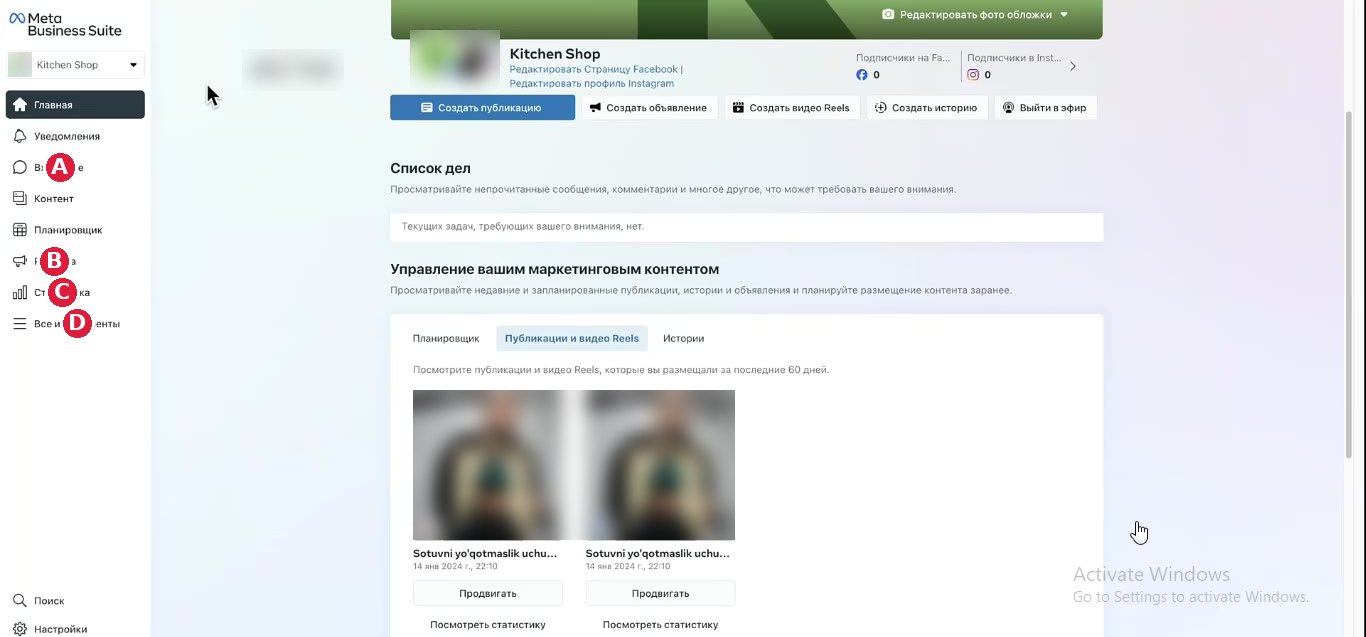 Meta
Business Suite
Kitchen Shop
Главная
Уведомления
A
Контент
Планировщик
B
C
D
Все и
Поиск
Настройки
Редактировать фото обложки
Kitchen Shop
Редактировать Страницу Facebook |
Редактировать профиль Instagram
Подписчики на Fa...
0
Подписчики в Inst...
0
Создать публикацию
Создать объявление
Создать видео Reels
Создать историю
Выйти в эфир
Список дел
Просматривайте непрочитанные сообщения, комментарии и многое другое, что может требовать вашего внимания.
Текущих задач, требующих вашего внимания, нет.
Управление вашим маркетинговым контентом
Просматривайте недавние и запланированные публикации, истории и объявления и планируйте размещение контента заранее.
Планировщик
Публикации и видео Reels
Истории
Посмотрите публикации и видео Reels, которые вы размещали за последние 60 дней.
Sotuvni yo'qotmaslik uchu...
14 янв 2024 г., 22:10
Продвигать
Посмотреть статистику
Sotuvni yo'qotmaslik uchu...
14 янв 2024 г., 22:10
Продвигать
Посмотреть статистику
Activate Windows
Go to Settings to activate Windows.